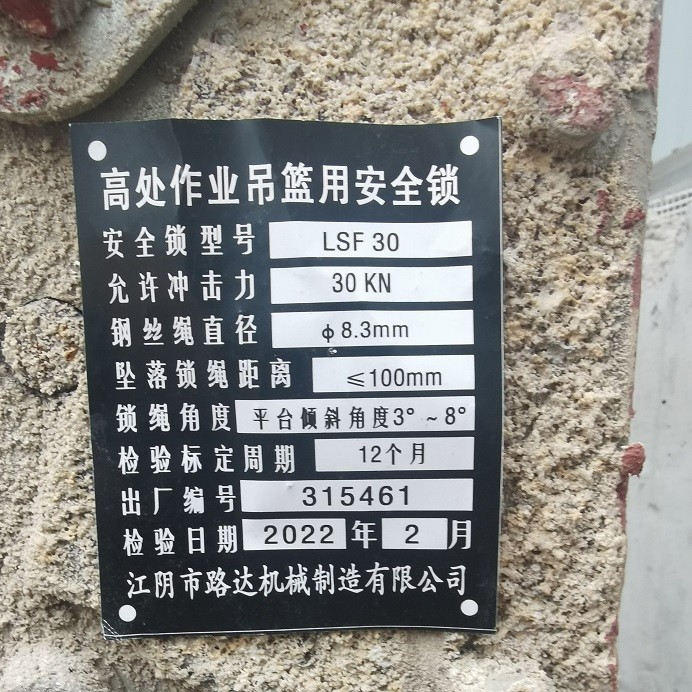 高处作业吊篮用安全锁
安全锁型号 LSF 30
允许冲击力 30 KN
钢丝绳直径 ϕ8.3mm
坠落锁绳距离 ≤100mm
锁绳角度 平台倾斜角度3°~8°
检验标定周期 12个月
出厂编号 315461
检验日期 2022 年 2 月
江阴市路达机械制造有限公司